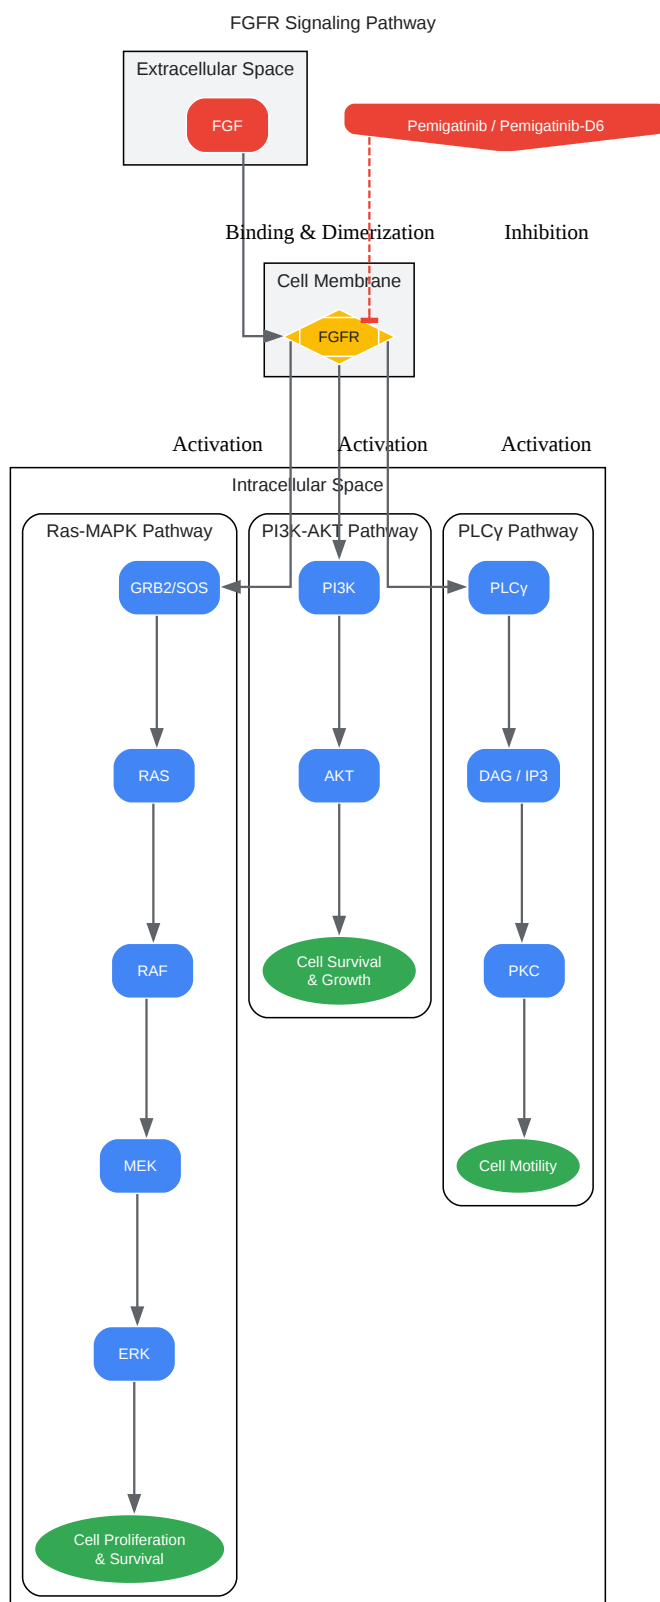 FGFR Signaling Pathway
Extracellular Space
FGF
Pemigatinib / Pemigatinib-D6
Binding & Dimerization
Inhibition
Cell Membrane
FGFR
Activation
Activation
Activation
Intracellular Space
Ras-MAPK Pathway
PI3K-AKT Pathway
PLCγ Pathway
GRB2/SOS
PI3K
PLCγ
RAS
AKT
DAG / IP3
RAF
Cell Survival
& Growth
PKC
MEK
Cell Motility
ERK
Cell Proliferation
& Survival